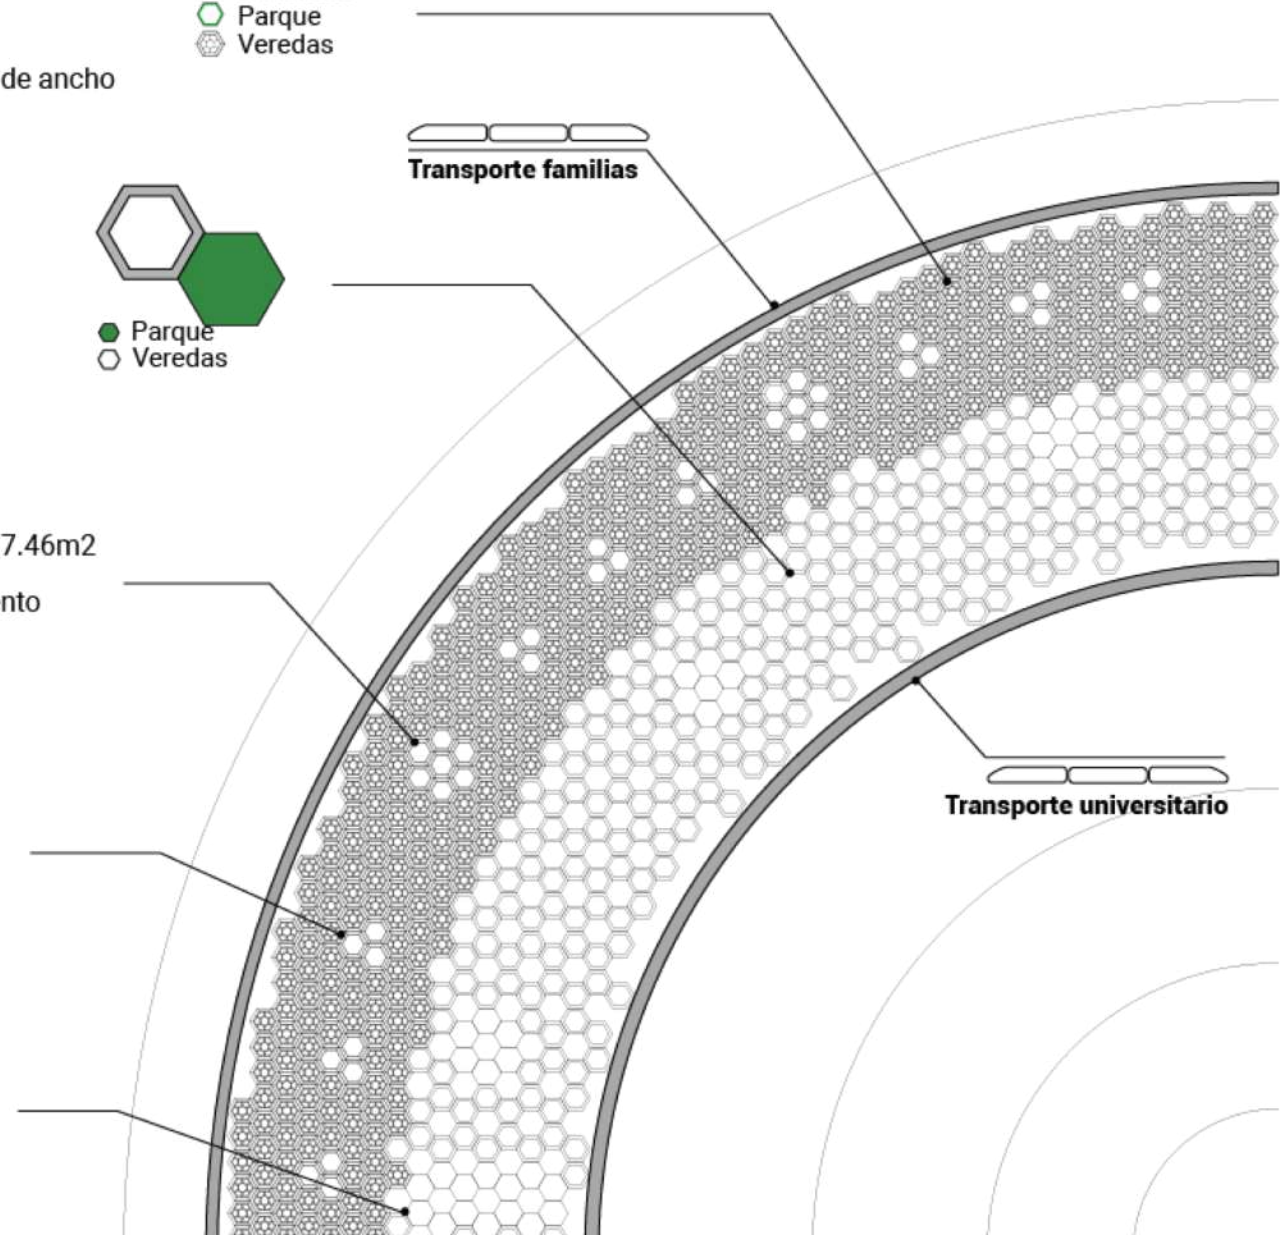 Parque
Veredas
de ancho
Transporte familias
Parque
Veredas
7.46m2
nto
Transporte universitario